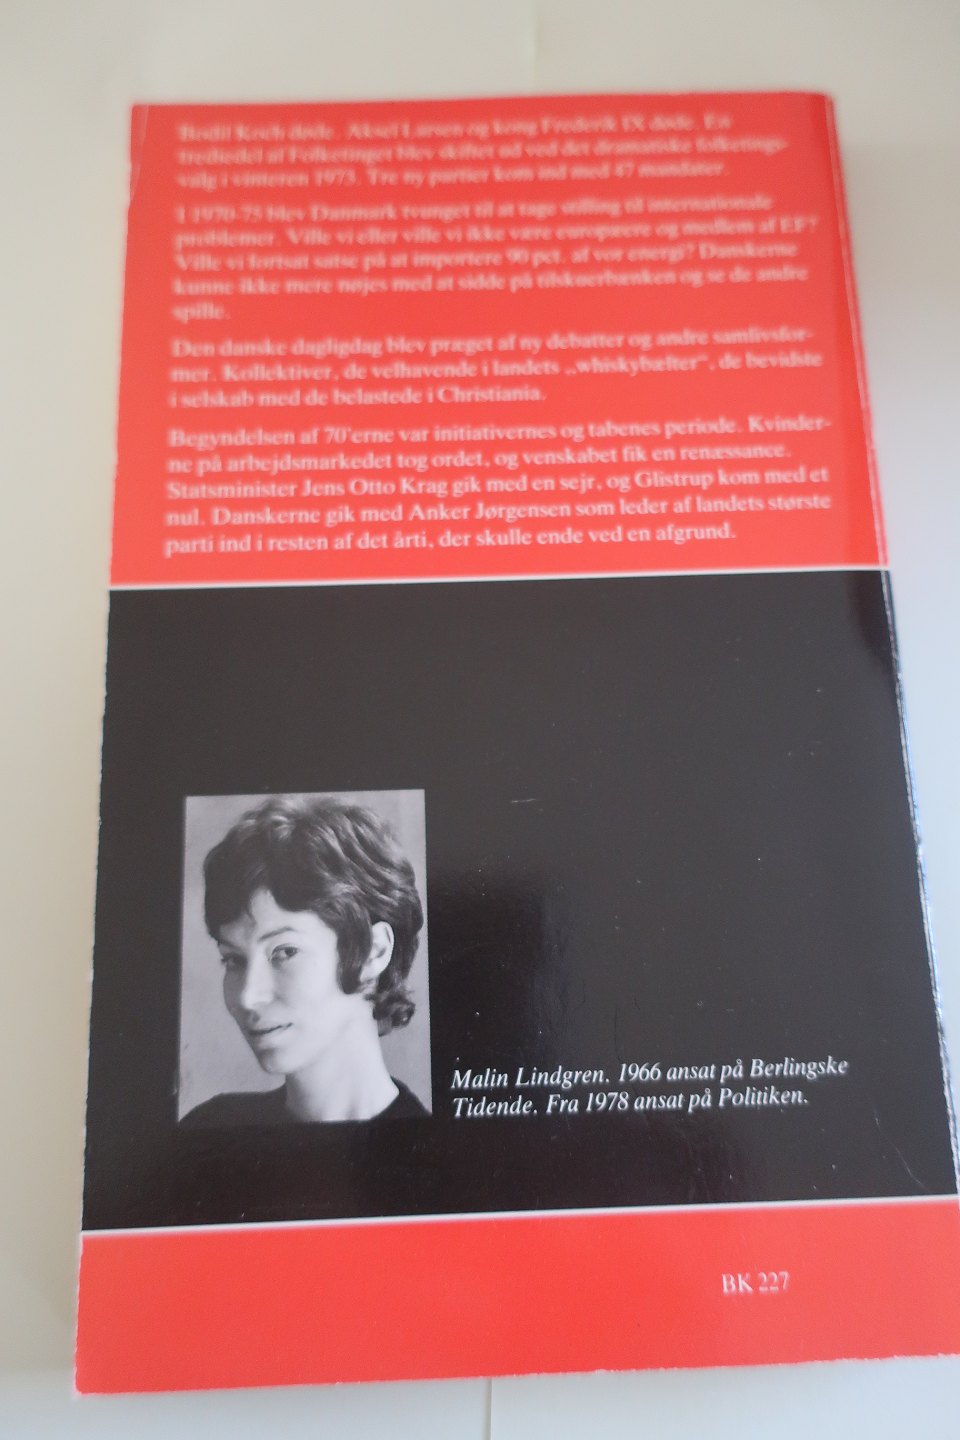 Bodil Koch døde. Aksel Larsen og kong Frederik IX døde. En
trediedel af Folketinget blev skiftet ud ved det dramatiske folketings-
valg i vinteren 1973. Tre ny partier kom ind med 47 mandater.
I 1970-75 blev Danmark tvunget til at tage stilling til internationale
problemer. Ville vi eller ville vi ikke være europæere og medlem af EF?
Ville vi fortsat satse på at importere 90 pct. af vor energi? Danskerne
kunne ikke mere nøjes med at sidde på tilskuerbænken og se de andre
spille.
Den danske dagligdag blev præget af ny debatter og andre samlivsfor-
mer. Kollektiver, de velhavende i landets „whiskybælter“, de bevidste
i selskab med de belastede i Christiania.
Begyndelsen af 70'erne var initiativernes og tabenes periode. Kvinder-
ne på arbejdsmarkedet tog ordet, og venskabet fik en renæssance.
Statsminister Jens Otto Krag gik med en sejr, og Glistrup kom med et
nul. Danskerne gik med Anker Jørgensen som leder af landets største
parti ind i resten af det årti, der skulle ende ved en afgrund.
Malin Lindgren. 1966 ansat på Berlingske
Tidende. Fra 1978 ansat på Politiken.
BK 227